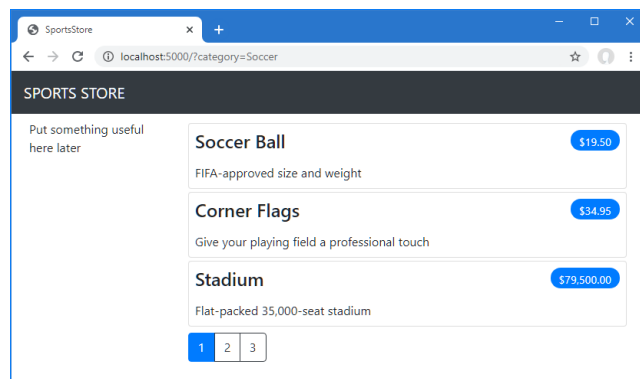 SportsStore
localhost:5000/?category=Soccer
SPORTS STORE
Put something useful
here later
Soccer Ball
$19.50
FIFA-approved size and weight
Corner Flags
$34.95
Give your playing field a professional touch
Stadium
$79,500.00
Flat-packed 35,000-seat stadium
1 2 3